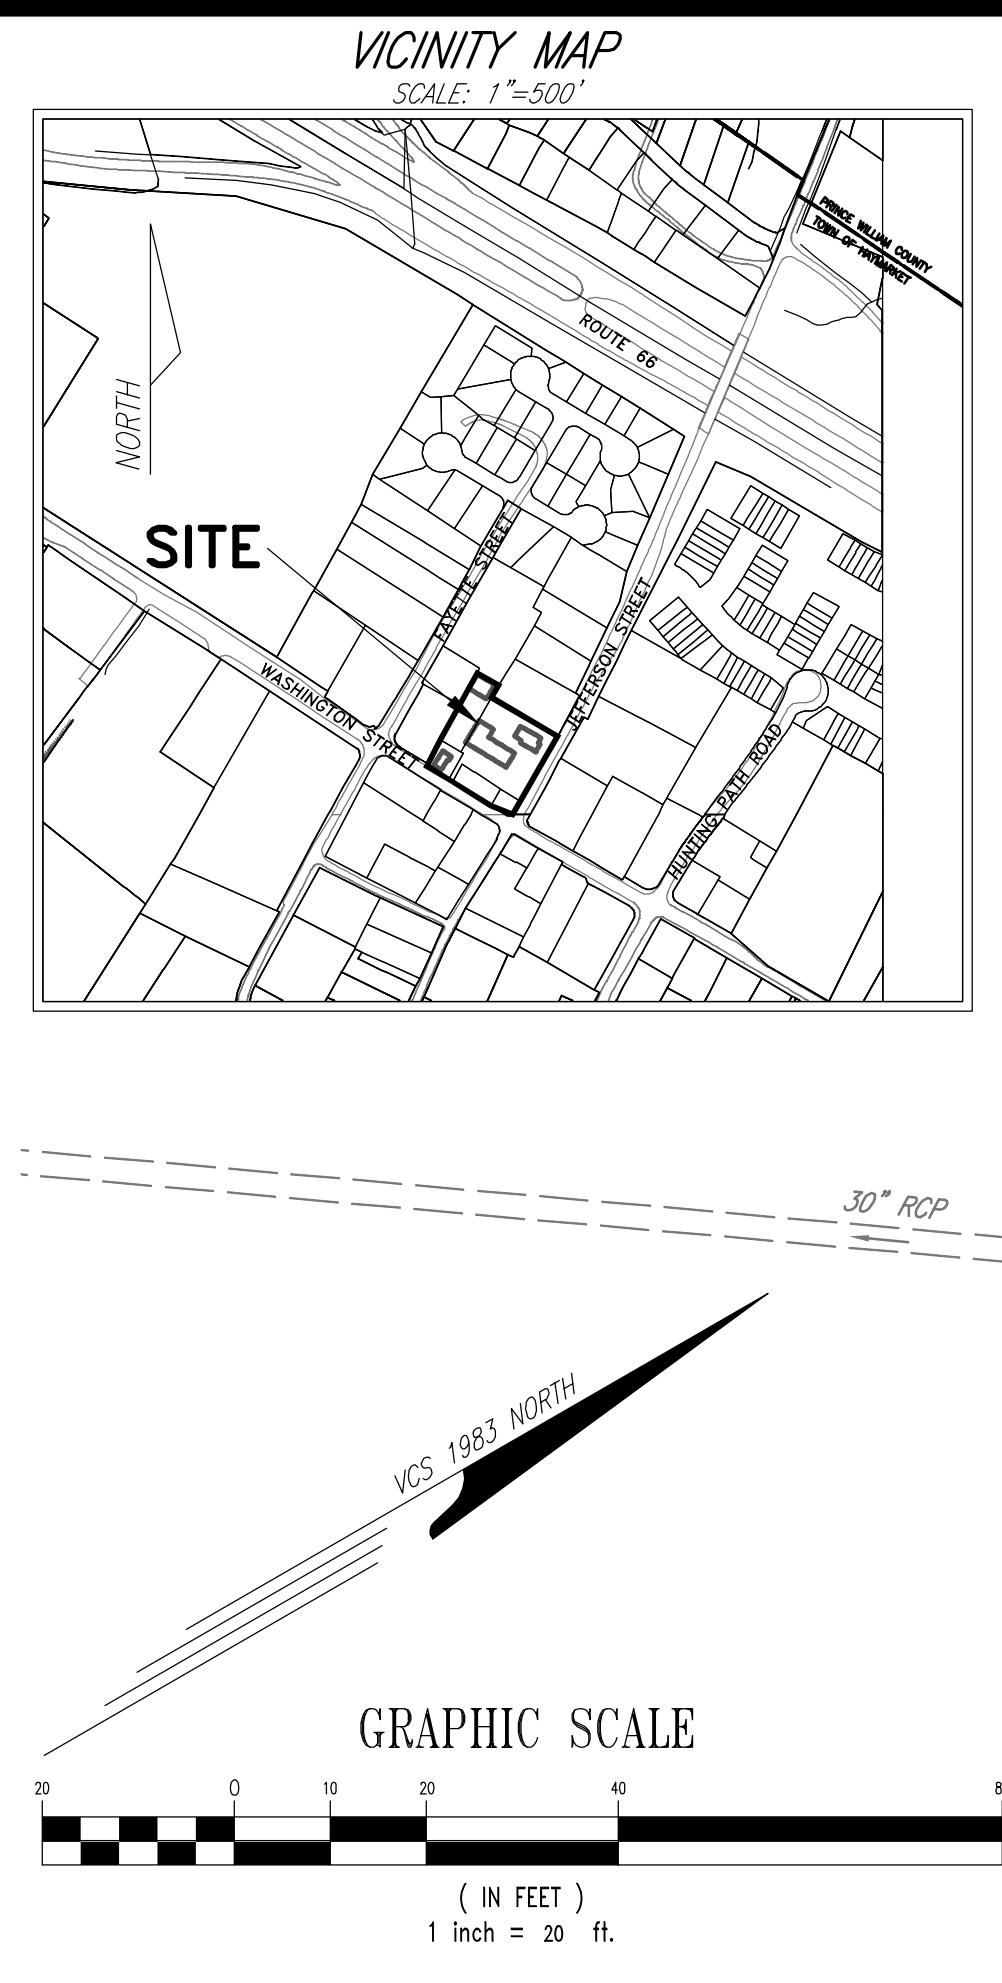 VICINITY MAP
SCALE: 1"=500'
PRINCE WILLIAM COUNTY
TOWN OF HAYMARKET
ROUTE 66
NORTH
SITE
FAYETTE STREET
JEFFERSON STREET
WASHINGTON STREET
HUNTING PATH ROAD
30" RCP
VCS 1983 NORTH
GRAPHIC SCALE
20 0 10 20 40 8
( IN FEET )
1 inch = 20 ft.